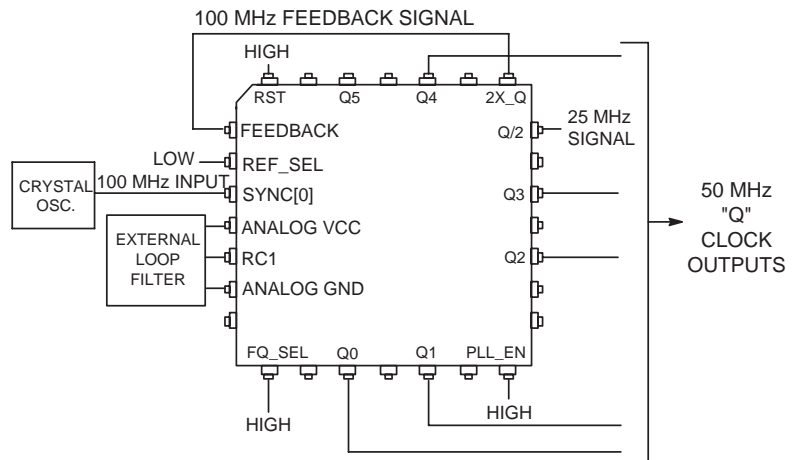 100 MHz FEEDBACK SIGNAL
HIGH
RST
Q5
Q4
2X_Q
FEEDBACK
Q/2
25 MHz
SIGNAL
LOW
REF_SEL
CRYSTAL
OSC.
100 MHz INPUT
SYNC[0]
Q3
ANALOG VCC
EXTERNAL
LOOP
FILTER
RC1
Q2
ANALOG GND
50 MHz
"Q"
CLOCK
OUTPUTS
FQ_SEL
Q0
Q1
PLL_EN
HIGH
HIGH